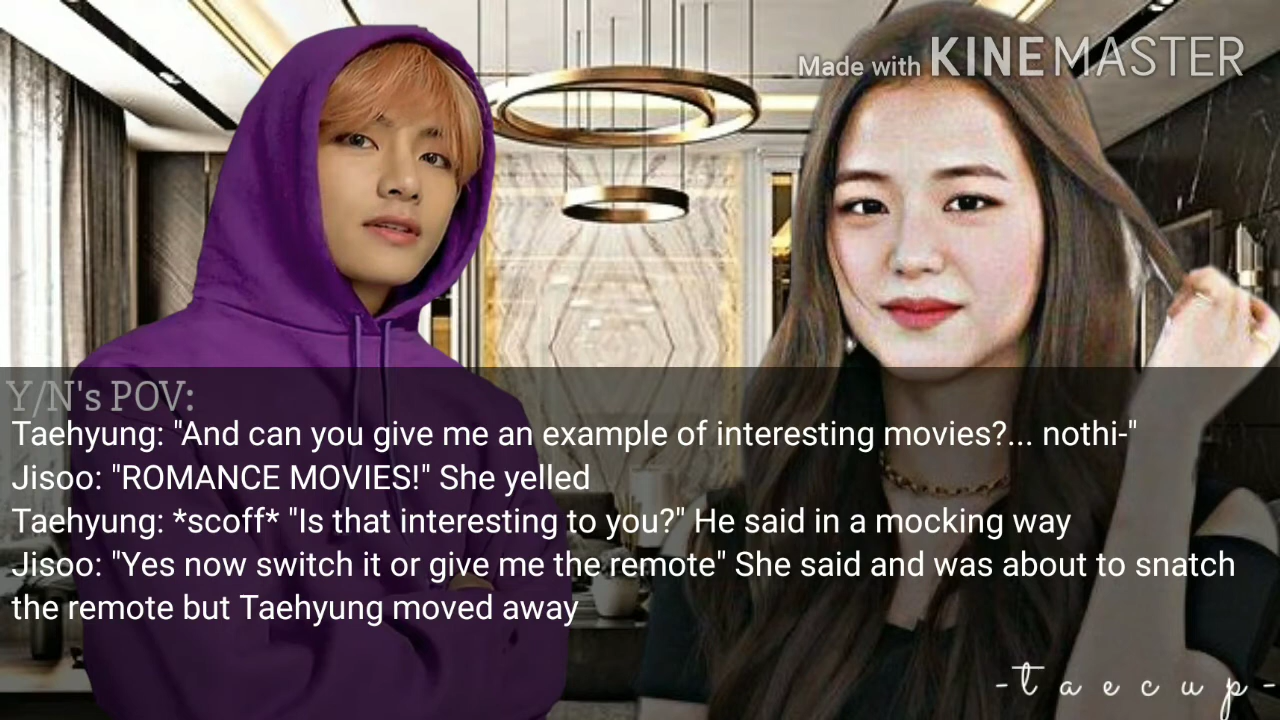 Made with KINEMASTER
Y/N's POV:
Taehyung: "And can you give me an example of interesting movies?... nothi-"
Jisoo: "ROMANCE MOVIES!" She yelled
Taehyung: *scoff* "Is that interesting to you?" He said in a mocking way
Jisoo: "Yes now switch it or give me the remote" She said and was about to snatch
the remote but Taehyung moved away
-taecup-